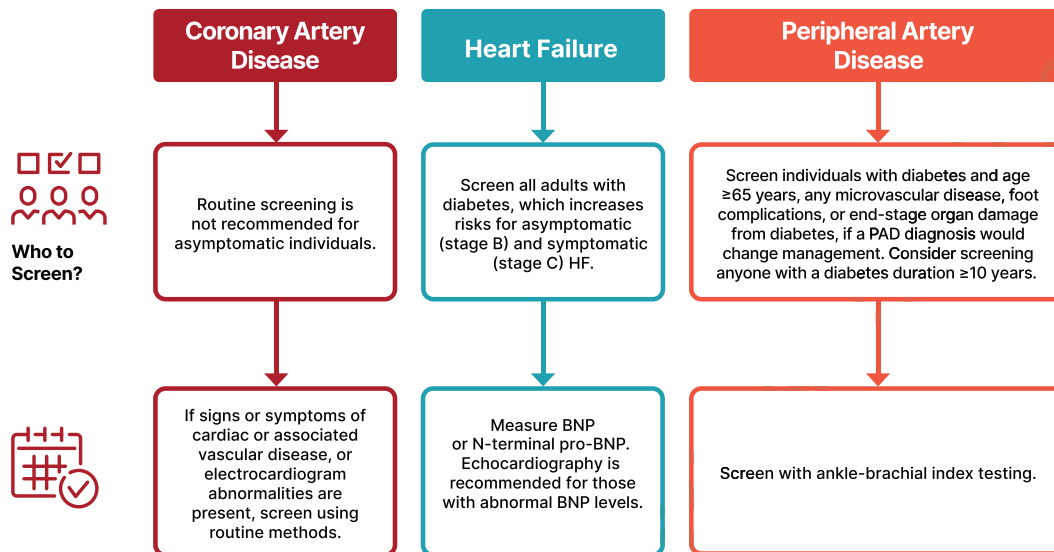 Coronary Artery
Disease
Heart Failure
Peripheral Artery
Disease
Who to
Screen?
Routine screening is
not recommended for
asymptomatic individuals.
Screen all adults with
diabetes, which increases
risks for asymptomatic
(stage B) and symptomatic
(stage C) HF.
Screen individuals with diabetes and age
≥65 years, any microvascular disease, foot
complications, or end-stage organ damage
from diabetes, if a PAD diagnosis would
change management. Consider screening
anyone with a diabetes duration ≥10 years.
If signs or symptoms of
cardiac or associated
vascular disease, or
electrocardiogram
abnormalities are
present, screen using
routine methods.
Measure BNP
or N-terminal pro-BNP.
Echocardiography is
recommended for those
with abnormal BNP levels.
Screen with ankle-brachial index testing.